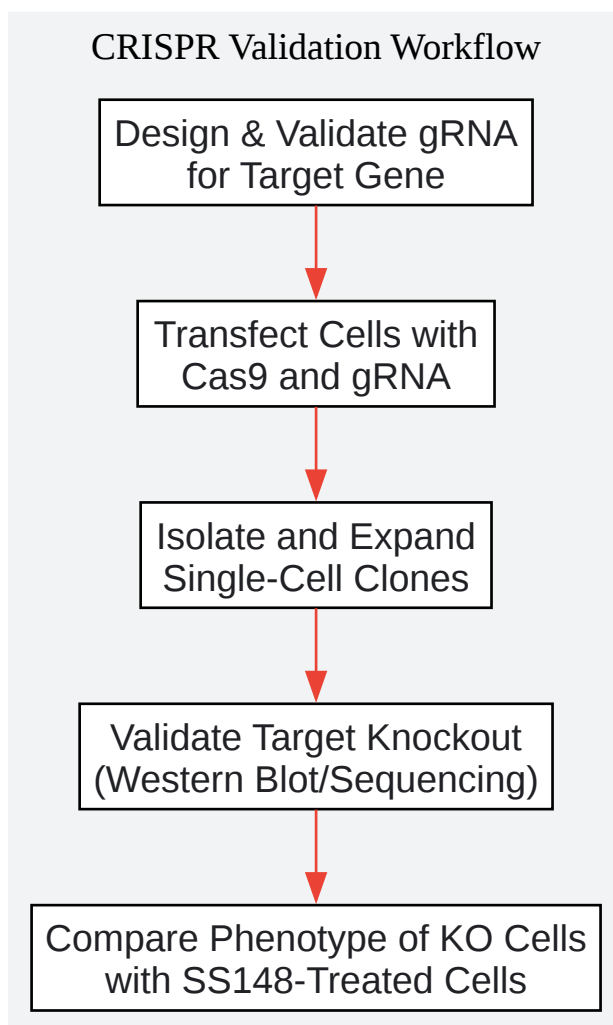 CRISPR Validation Workflow
Design & Validate gRNA
for Target Gene
Transfect Cells with
Cas9 and gRNA
Isolate and Expand
Single-Cell Clones
Validate Target Knockout
(Western Blot/Sequencing)
Compare Phenotype of KO Cells
with SS148-Treated Cells